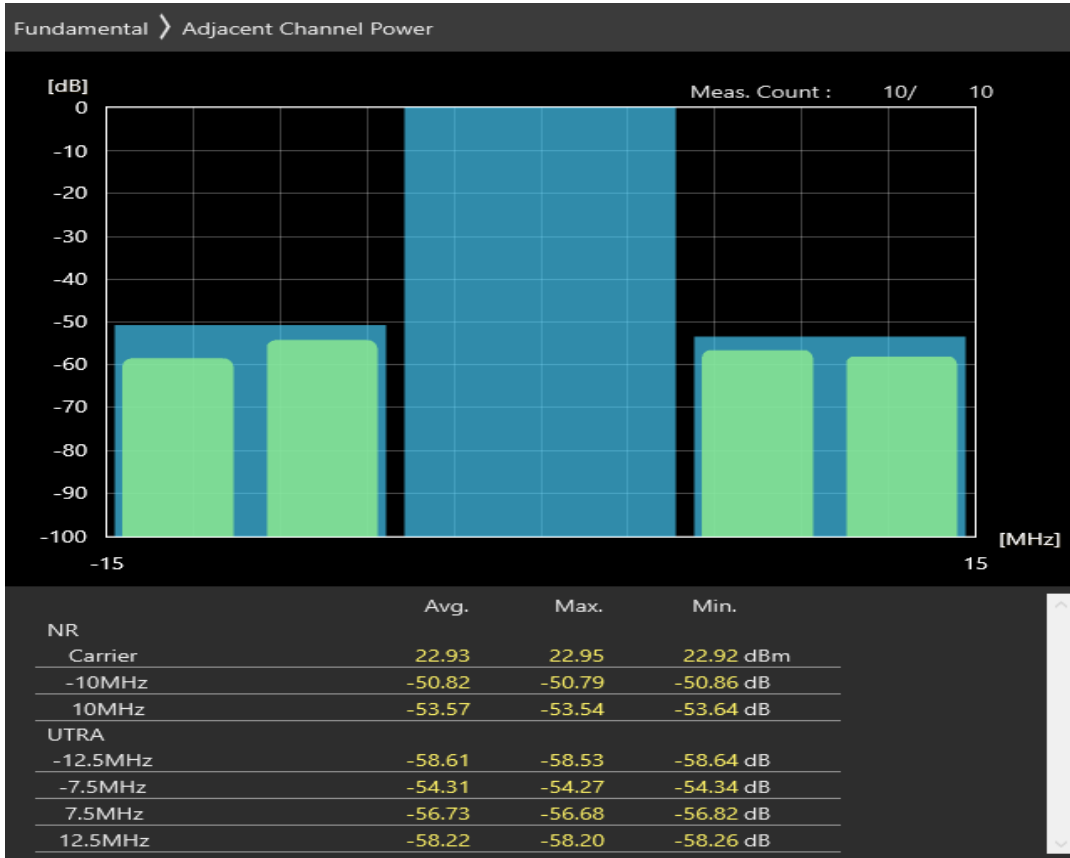 Fundamental ❭ Adjacent Channel Power
[dB]
Meas. Count : 10/ 10
0
-10
-20
-30
-40
-50
-60
-70
-80
-90
-100
[MHz]
-15 15
Avg. Max. Min.
NR
Carrier 22.93 22.95 22.92 dBm
-10MHz -50.82 -50.79 -50.86 dB
10MHz -53.57 -53.54 -53.64 dB
UTRA
-12.5MHz -58.61 -58.53 -58.64 dB
-7.5MHz -54.31 -54.27 -54.34 dB
7.5MHz -56.73 -56.68 -56.82 dB
12.5MHz -58.22 -58.20 -58.26 dB